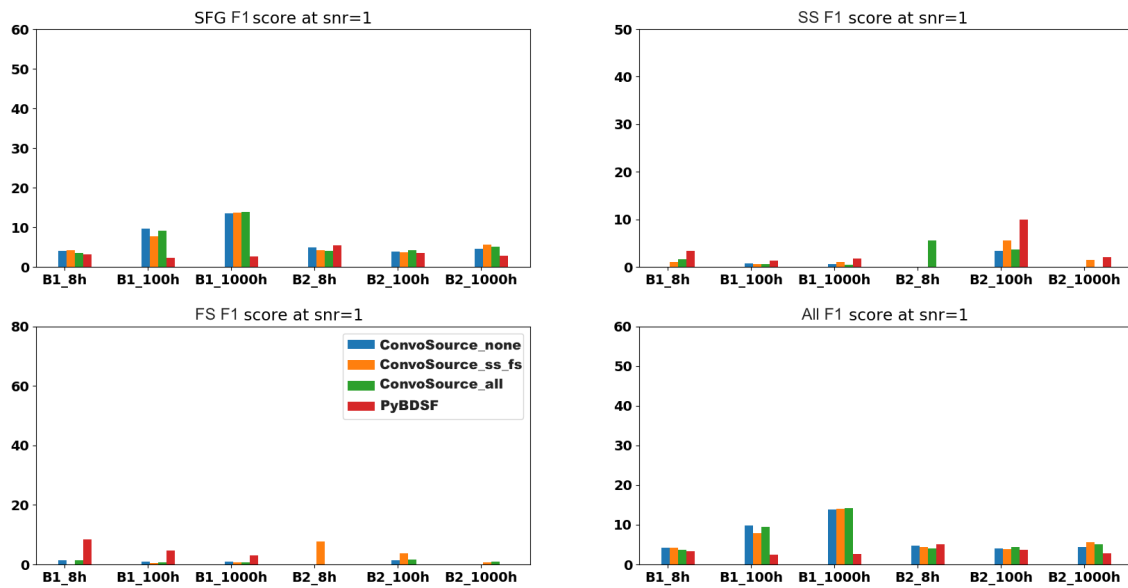 SFG F1 score at snr=1
60
50
40
30
20
10
0
B1_8h B1_100h B1_1000h B2_8h B2_100h B2_1000h
SS F1 score at snr=1
50
40
30
20
10
0
B1_8h B1_100h B1_1000h B2_8h B2_100h B2_1000h
FS F1 score at snr=1
80
60
40
20
0
ConvoSource_none
ConvoSource_ss_fs
ConvoSource_all
PyBDSF
B1_8h B1_100h B1_1000h B2_8h B2_100h B2_1000h
All F1 score at snr=1
60
50
40
30
20
10
0
B1_8h B1_100h B1_1000h B2_8h B2_100h B2_1000h